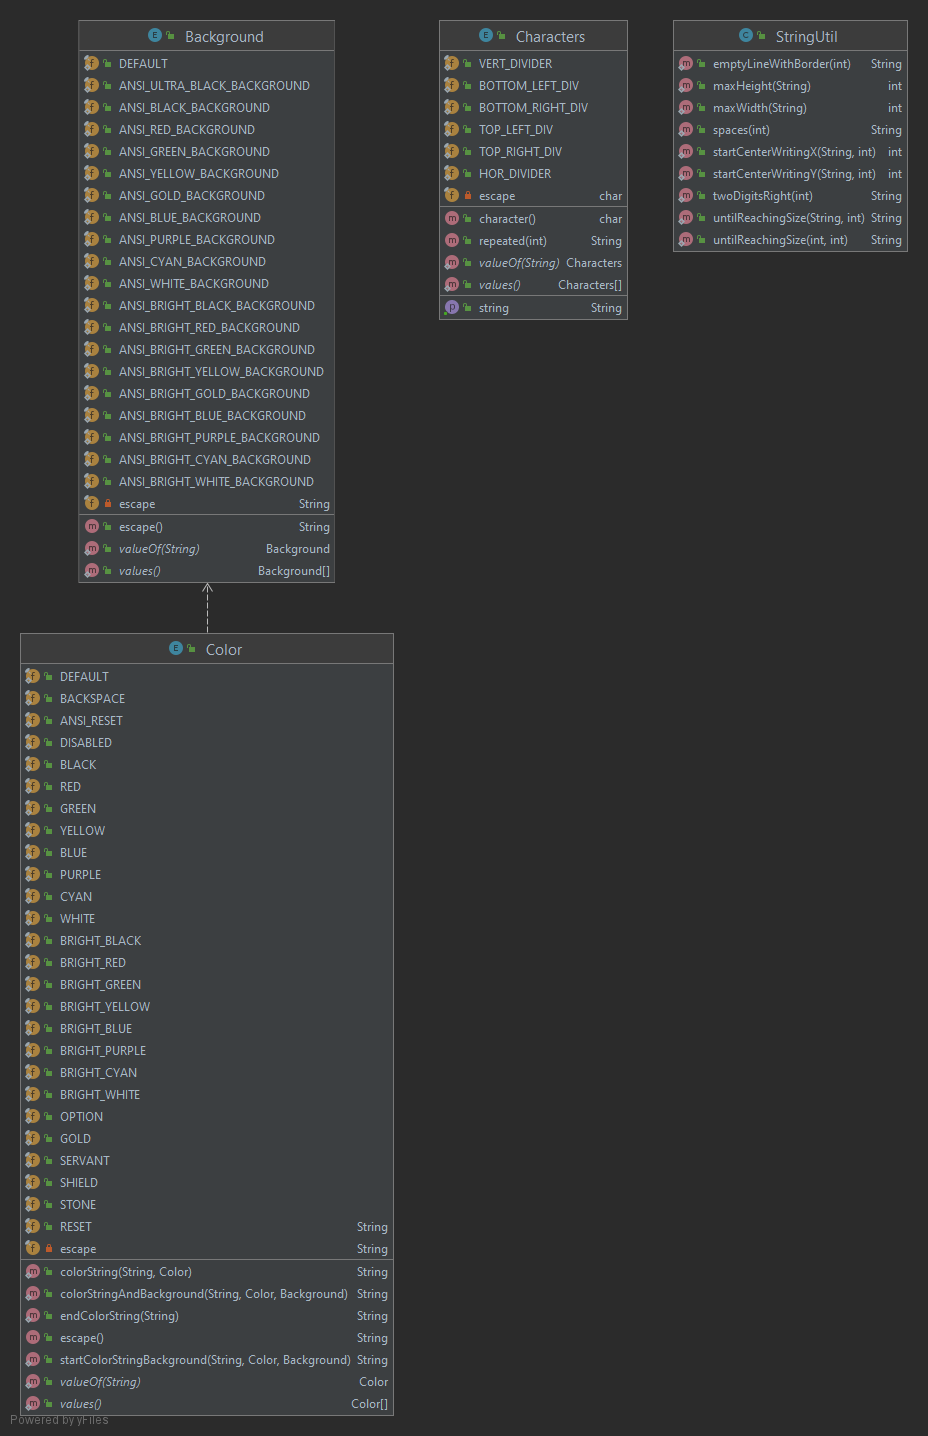 Background
DEFAULT
ANSI_ULTRA_BLACK_BACKGROUND
ANSI_BLACK_BACKGROUND
ANSI_RED_BACKGROUND
ANSI_GREEN_BACKGROUND
ANSI_YELLOW_BACKGROUND
ANSI_GOLD_BACKGROUND
ANSI_BLUE_BACKGROUND
ANSI_PURPLE_BACKGROUND
ANSI_CYAN_BACKGROUND
ANSI_WHITE_BACKGROUND
ANSI_BRIGHT_BLACK_BACKGROUND
ANSI_BRIGHT_RED_BACKGROUND
ANSI_BRIGHT_GREEN_BACKGROUND
ANSI_BRIGHT_YELLOW_BACKGROUND
ANSI_BRIGHT_GOLD_BACKGROUND
ANSI_BRIGHT_BLUE_BACKGROUND
ANSI_BRIGHT_PURPLE_BACKGROUND
ANSI_BRIGHT_CYAN_BACKGROUND
ANSI_BRIGHT_WHITE_BACKGROUND
escape String
escape() String
valueOf(String) Background
values() Background[]
Characters
VERT_DIVIDER
BOTTOM_LEFT_DIV
BOTTOM_RIGHT_DIV
TOP_LEFT_DIV
TOP_RIGHT_DIV
HOR_DIVIDER
escape char
character() char
repeated(int) String
valueOf(String) Characters
values() Characters[]
string String
StringUtil
emptyLineWithBorder(int) String
maxHeight(String) int
maxWidth(String) int
spaces(int) String
startCenterWritingX(String, int) int
startCenterWritingY(String, int) int
twoDigitsRight(int) String
untilReachingSize(String, int) String
untilReachingSize(int, int) String
Color
DEFAULT
BACKSPACE
ANSI_RESET
DISABLED
BLACK
RED
GREEN
YELLOW
BLUE
PURPLE
CYAN
WHITE
BRIGHT_BLACK
BRIGHT_RED
BRIGHT_GREEN
BRIGHT_YELLOW
BRIGHT_BLUE
BRIGHT_PURPLE
BRIGHT_CYAN
BRIGHT_WHITE
OPTION
GOLD
SERVANT
SHIELD
STONE
RESET String
escape String
colorString(String, Color) String
colorStringAndBackground(String, Color, Background) String
endColorString(String) String
escape() String
startColorStringBackground(String, Color, Background) String
valueOf(String) Color
values() Color[]
Powered by yFiles